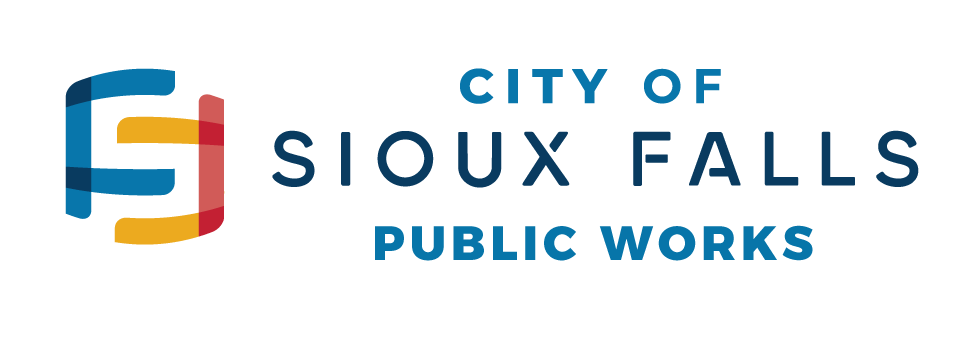 CITY OF
SIOUX FALLS
PUBLIC WORKS